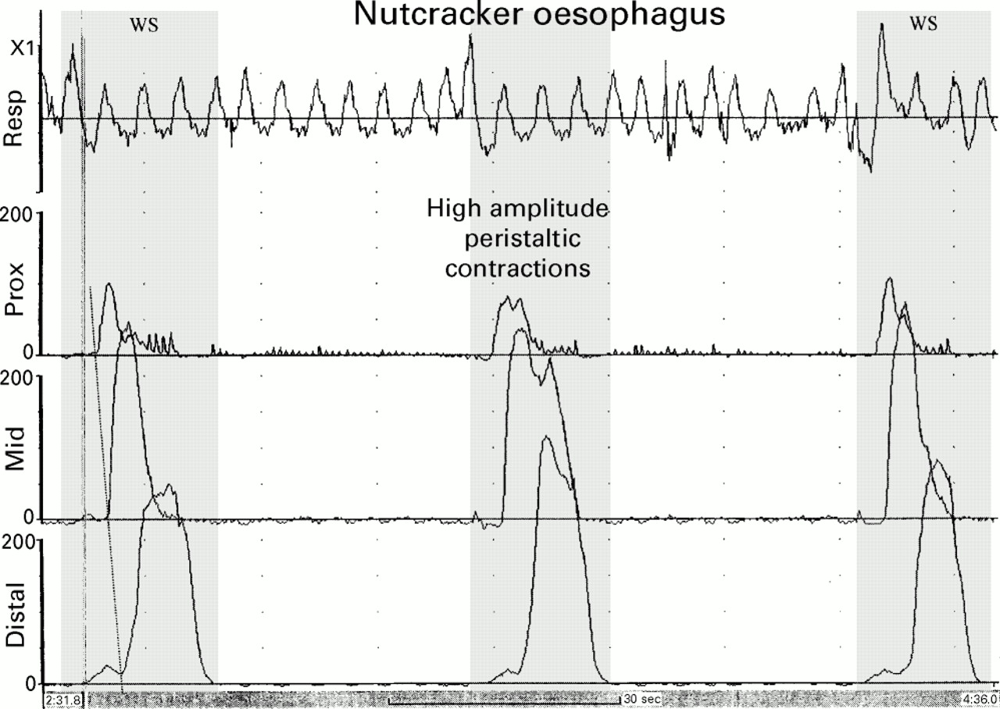 Nutcracker oesophagus
WS
WS
X1
Resp
High amplitude
peristaltic
contractions
200
Prox
0
200
Mid
0
200
Distal
0
2:31.8
30 sec
4:36.0